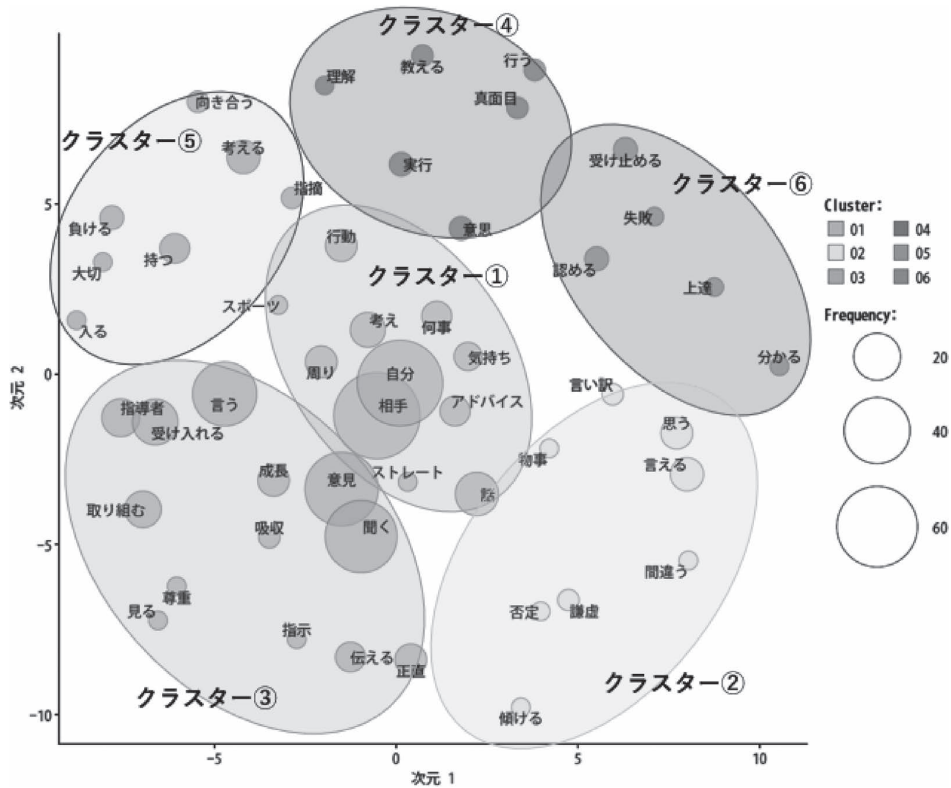 クラスター④
教える
行う
理解
真面目
実行
意思
向き合う
クラスター⑤
考える
指摘
負ける
持つ
大切
入る
受け止める
クラスター⑥
失敗
認める
上達
分かる
行動
クラスター①
スポーツ
考え
何事
周り
気持ち
自分
相手
アドバイス
言い訳
思う
物事
言える
間違う
否定
謙虚
クラスター②
傾ける
指導者
言う
受け入れる
成長
意見
ストレート
話
取り組む
吸収
聞く
尊重
見る
指示
伝える
正直
クラスター③
Cluster:
01 04
02 05
03 06
Frequency:
20
40
60
次元 2
5
0
−5
−10
−5 0 5 10
次元 1